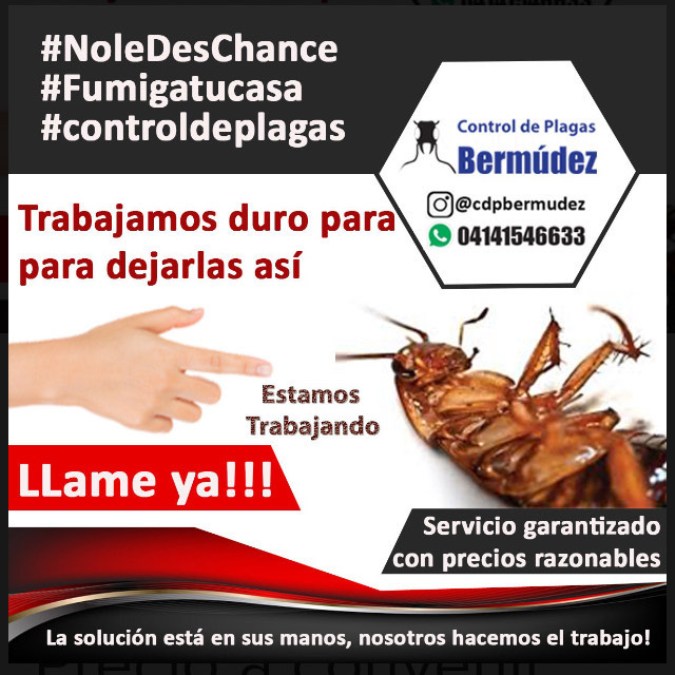 #NoleDesChance
#Fumigatucasa
#controldeplagas
Control de Plagas
Bermúdez
@cdpbermudez
04141546633
Trabajamos duro para
para dejarlas así
Estamos
Trabajando
LLame ya!!!
Servicio garantizado
con precios razonables
La solución está en sus manos, nosotros hacemos el trabajo!